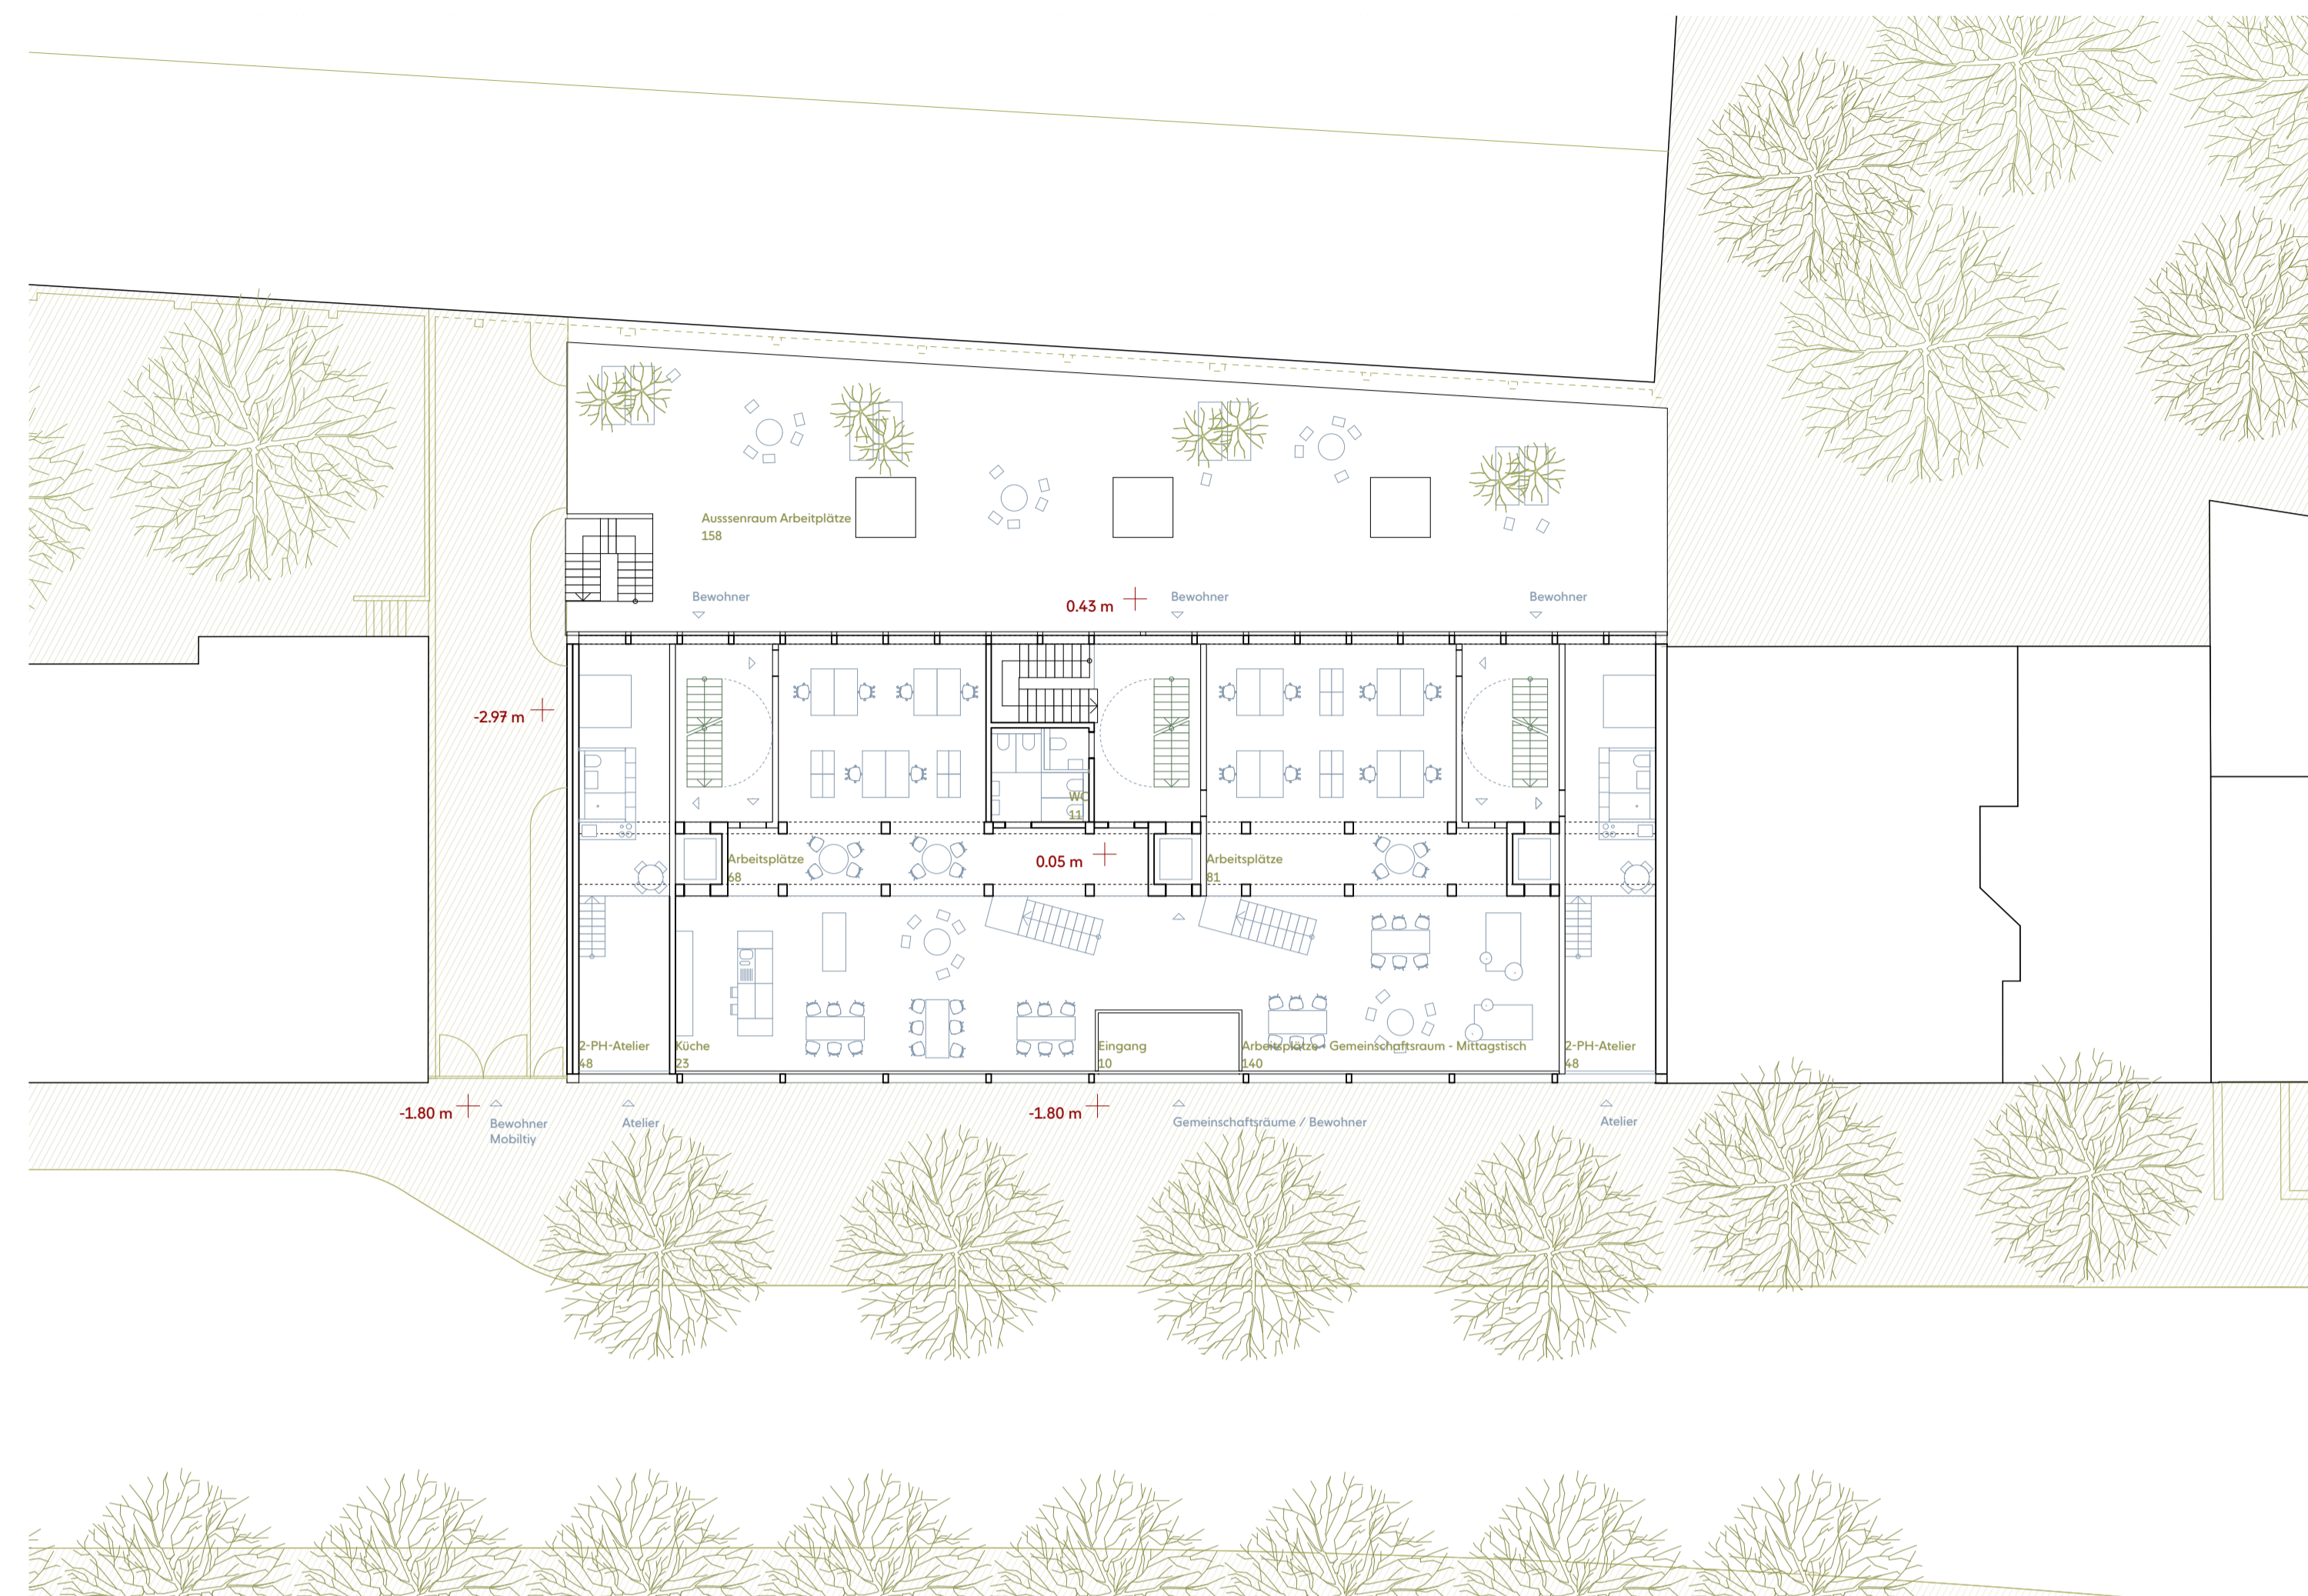 Ausssenraum Arbeitplätze
158
Bewohner
Bewohner
Bewohner
0.43 m
-2.97 m
WC
11
0.05 m
Arbeitsplätze
68
Arbeitsplätze
81
2-PH-Atelier
48
Küche
23
Eingang
10
Arbeitsplätze - Gemeinschaftsraum - Mittagstisch
140
2-PH-Atelier
48
-1.80 m
-1.80 m
Bewohner
Mobiltiy
Atelier
Gemeinschaftsräume / Bewohner
Atelier